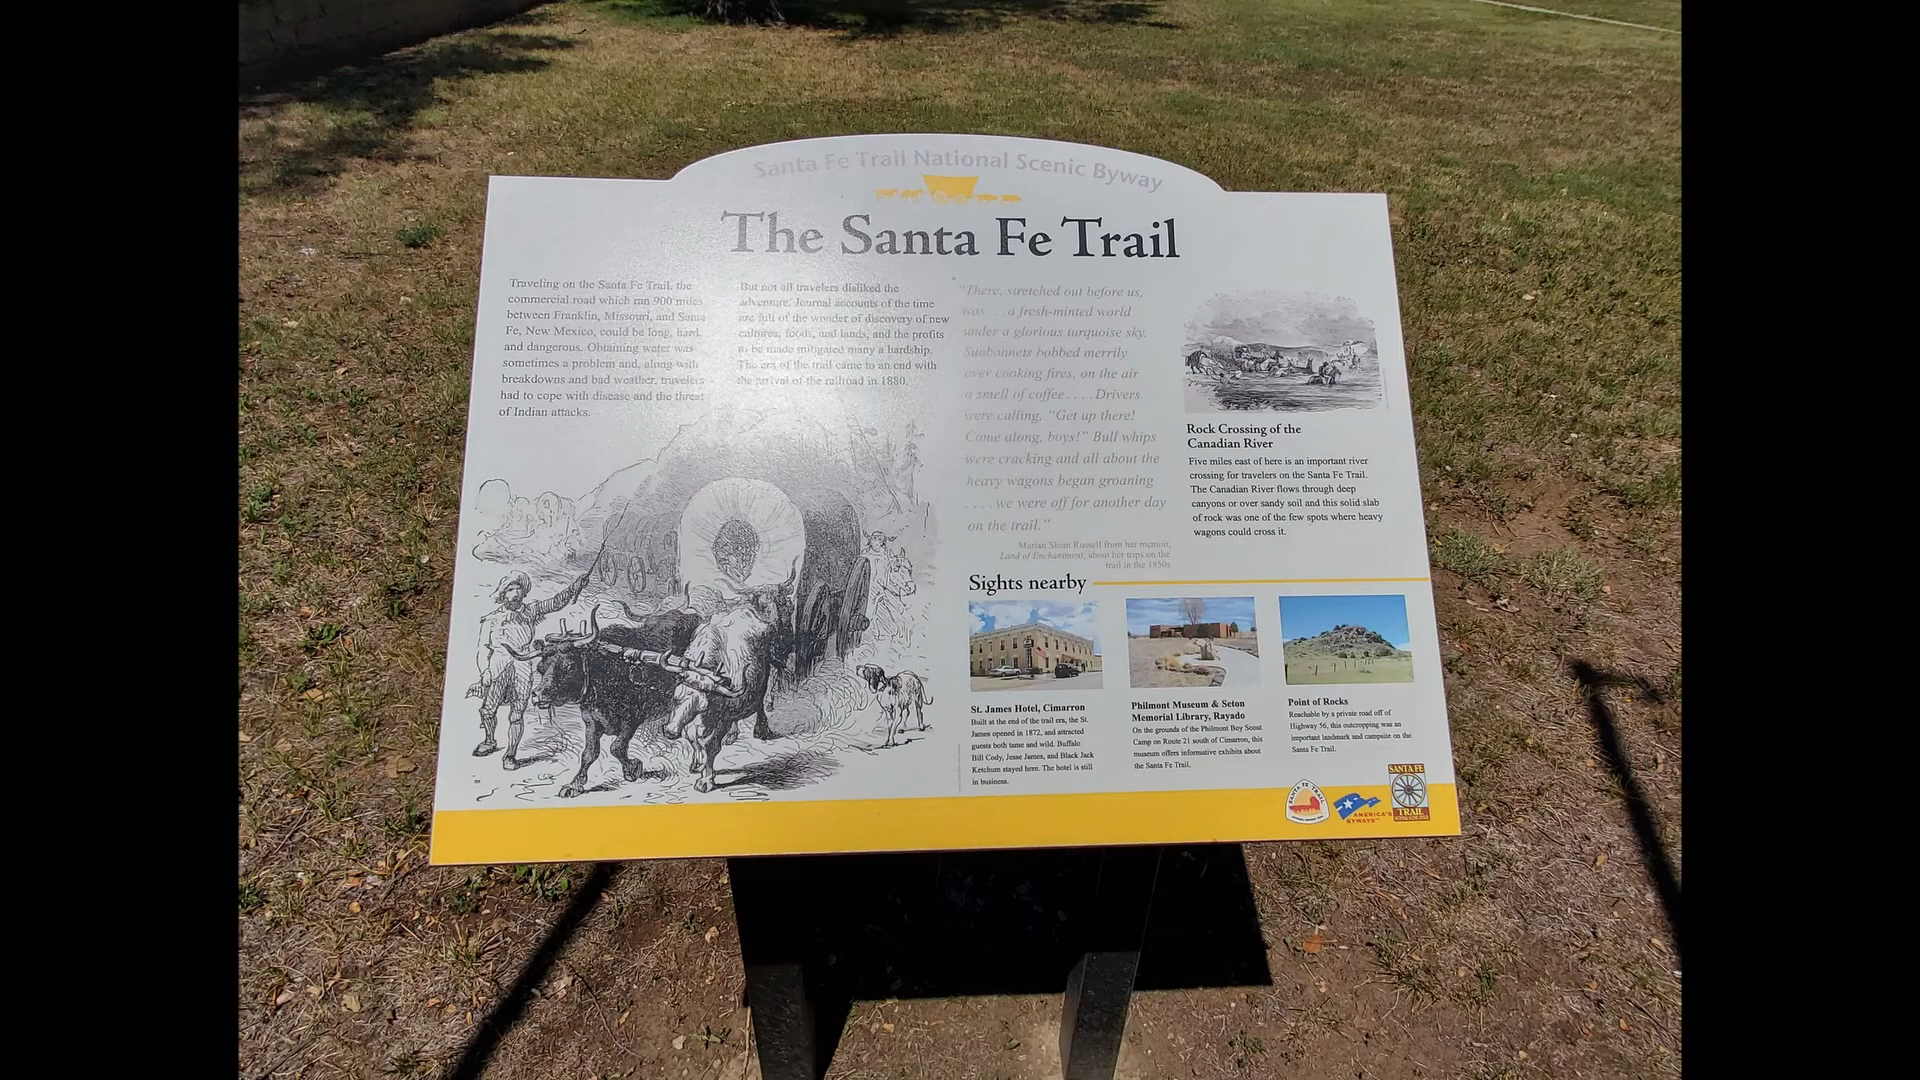 Santa Fe Trail National Scenic Byway
The Santa Fe Trail
Traveling on the Santa Fe Trail, the
commercial road which ran 900 miles
between Franklin, Missouri, and Santa
Fe, New Mexico, could be long, hard,
and dangerous. Obtaining water was
sometimes a problem and, along with
breakdowns and bad weather, travelers
had to cope with disease and the threat
of Indian attacks.
But not all travelers disliked the
adventure. Journal accounts of the time
are full of the wonder of discovery of new
cultures, foods, and lands, and the profits
to be made mitigated many a hardship.
The era of the trail came to an end with
the arrival of the railroad in 1880.
"There, stretched out before us,
was . . a fresh-minted world
under a glorious turquoise sky.
Sunbonnets bobbed merrily
over cooking fires, on the air
a smell of coffee . . . . Drivers
were calling, "Get up there!
Come along, boys!" Bull whips
were cracking and all about the
heavy wagons began groaning
. . . . we were off for another day
on the trail."
Marian Sloan Russell from her memoir,
Land of Enchantment, about her trips on the
trail in the 1850s
Rock Crossing of the
Canadian River
Five miles east of here is an important river
crossing for travelers on the Santa Fe Trail.
The Canadian River flows through deep
canyons or over sandy soil and this solid slab
of rock was one of the few spots where heavy
wagons could cross it.
Sights nearby
St. James Hotel, Cimarron
Built at the end of the trail era, the St.
James opened in 1872, and attracted
guests both tame and wild. Buffalo
Bill Cody, Jesse James, and Black Jack
Ketchum stayed here. The hotel is still
in business.
Philmont Museum & Seton
Memorial Library, Rayado
On the grounds of the Philmont Boy Scout
Camp on Route 21 south of Cimarron, this
museum offers informative exhibits about
the Santa Fe Trail.
Point of Rocks
Reachable by a private road off of
Highway 56, this outcropping was an
important landmark and campsite on the
Santa Fe Trail.
SANTA FE TRAIL
AMERICA'S
BYWAYS™
SANTA FE
TRAIL